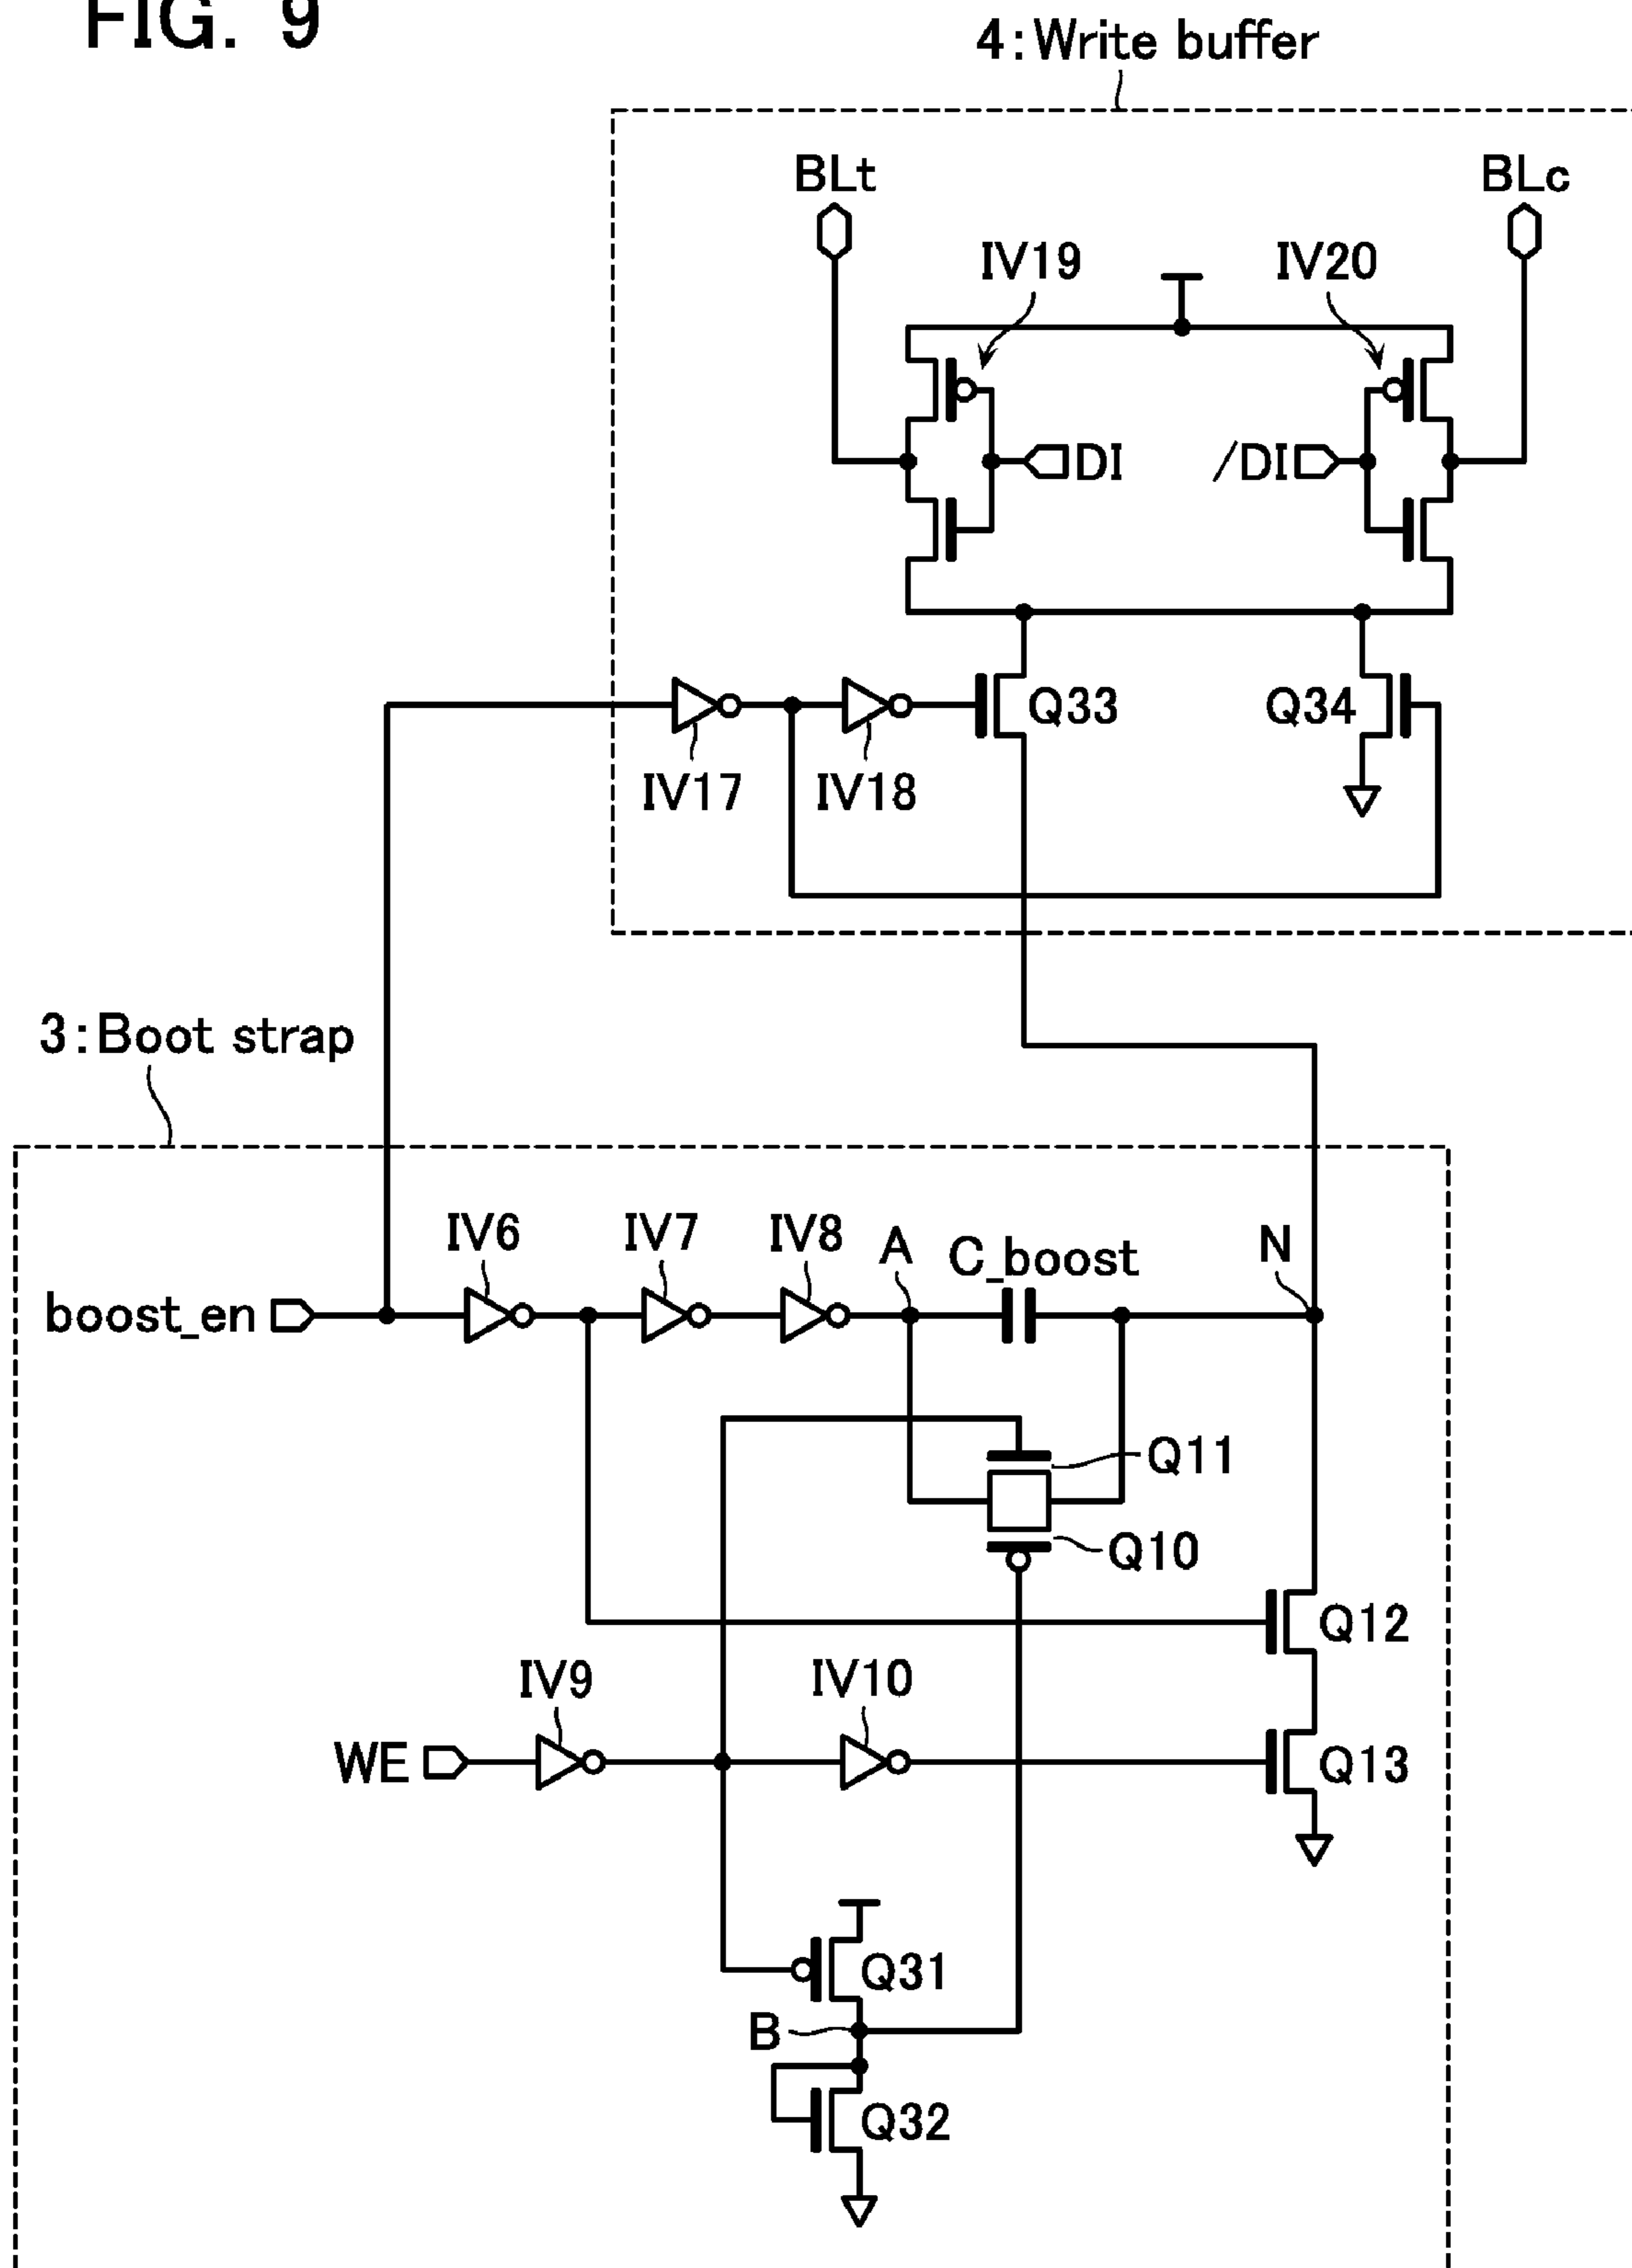 FIG. 9
4:Write buffer
BLt
BLc
IV19
IV20
DI
/DI
Q33
Q34
IV17
IV18
3:Boot strap
IV6
IV7
IV8
A
C_boost
N
boost_en
Q11
Q10
Q12
IV9
IV10
WE
Q13
Q31
B
Q32